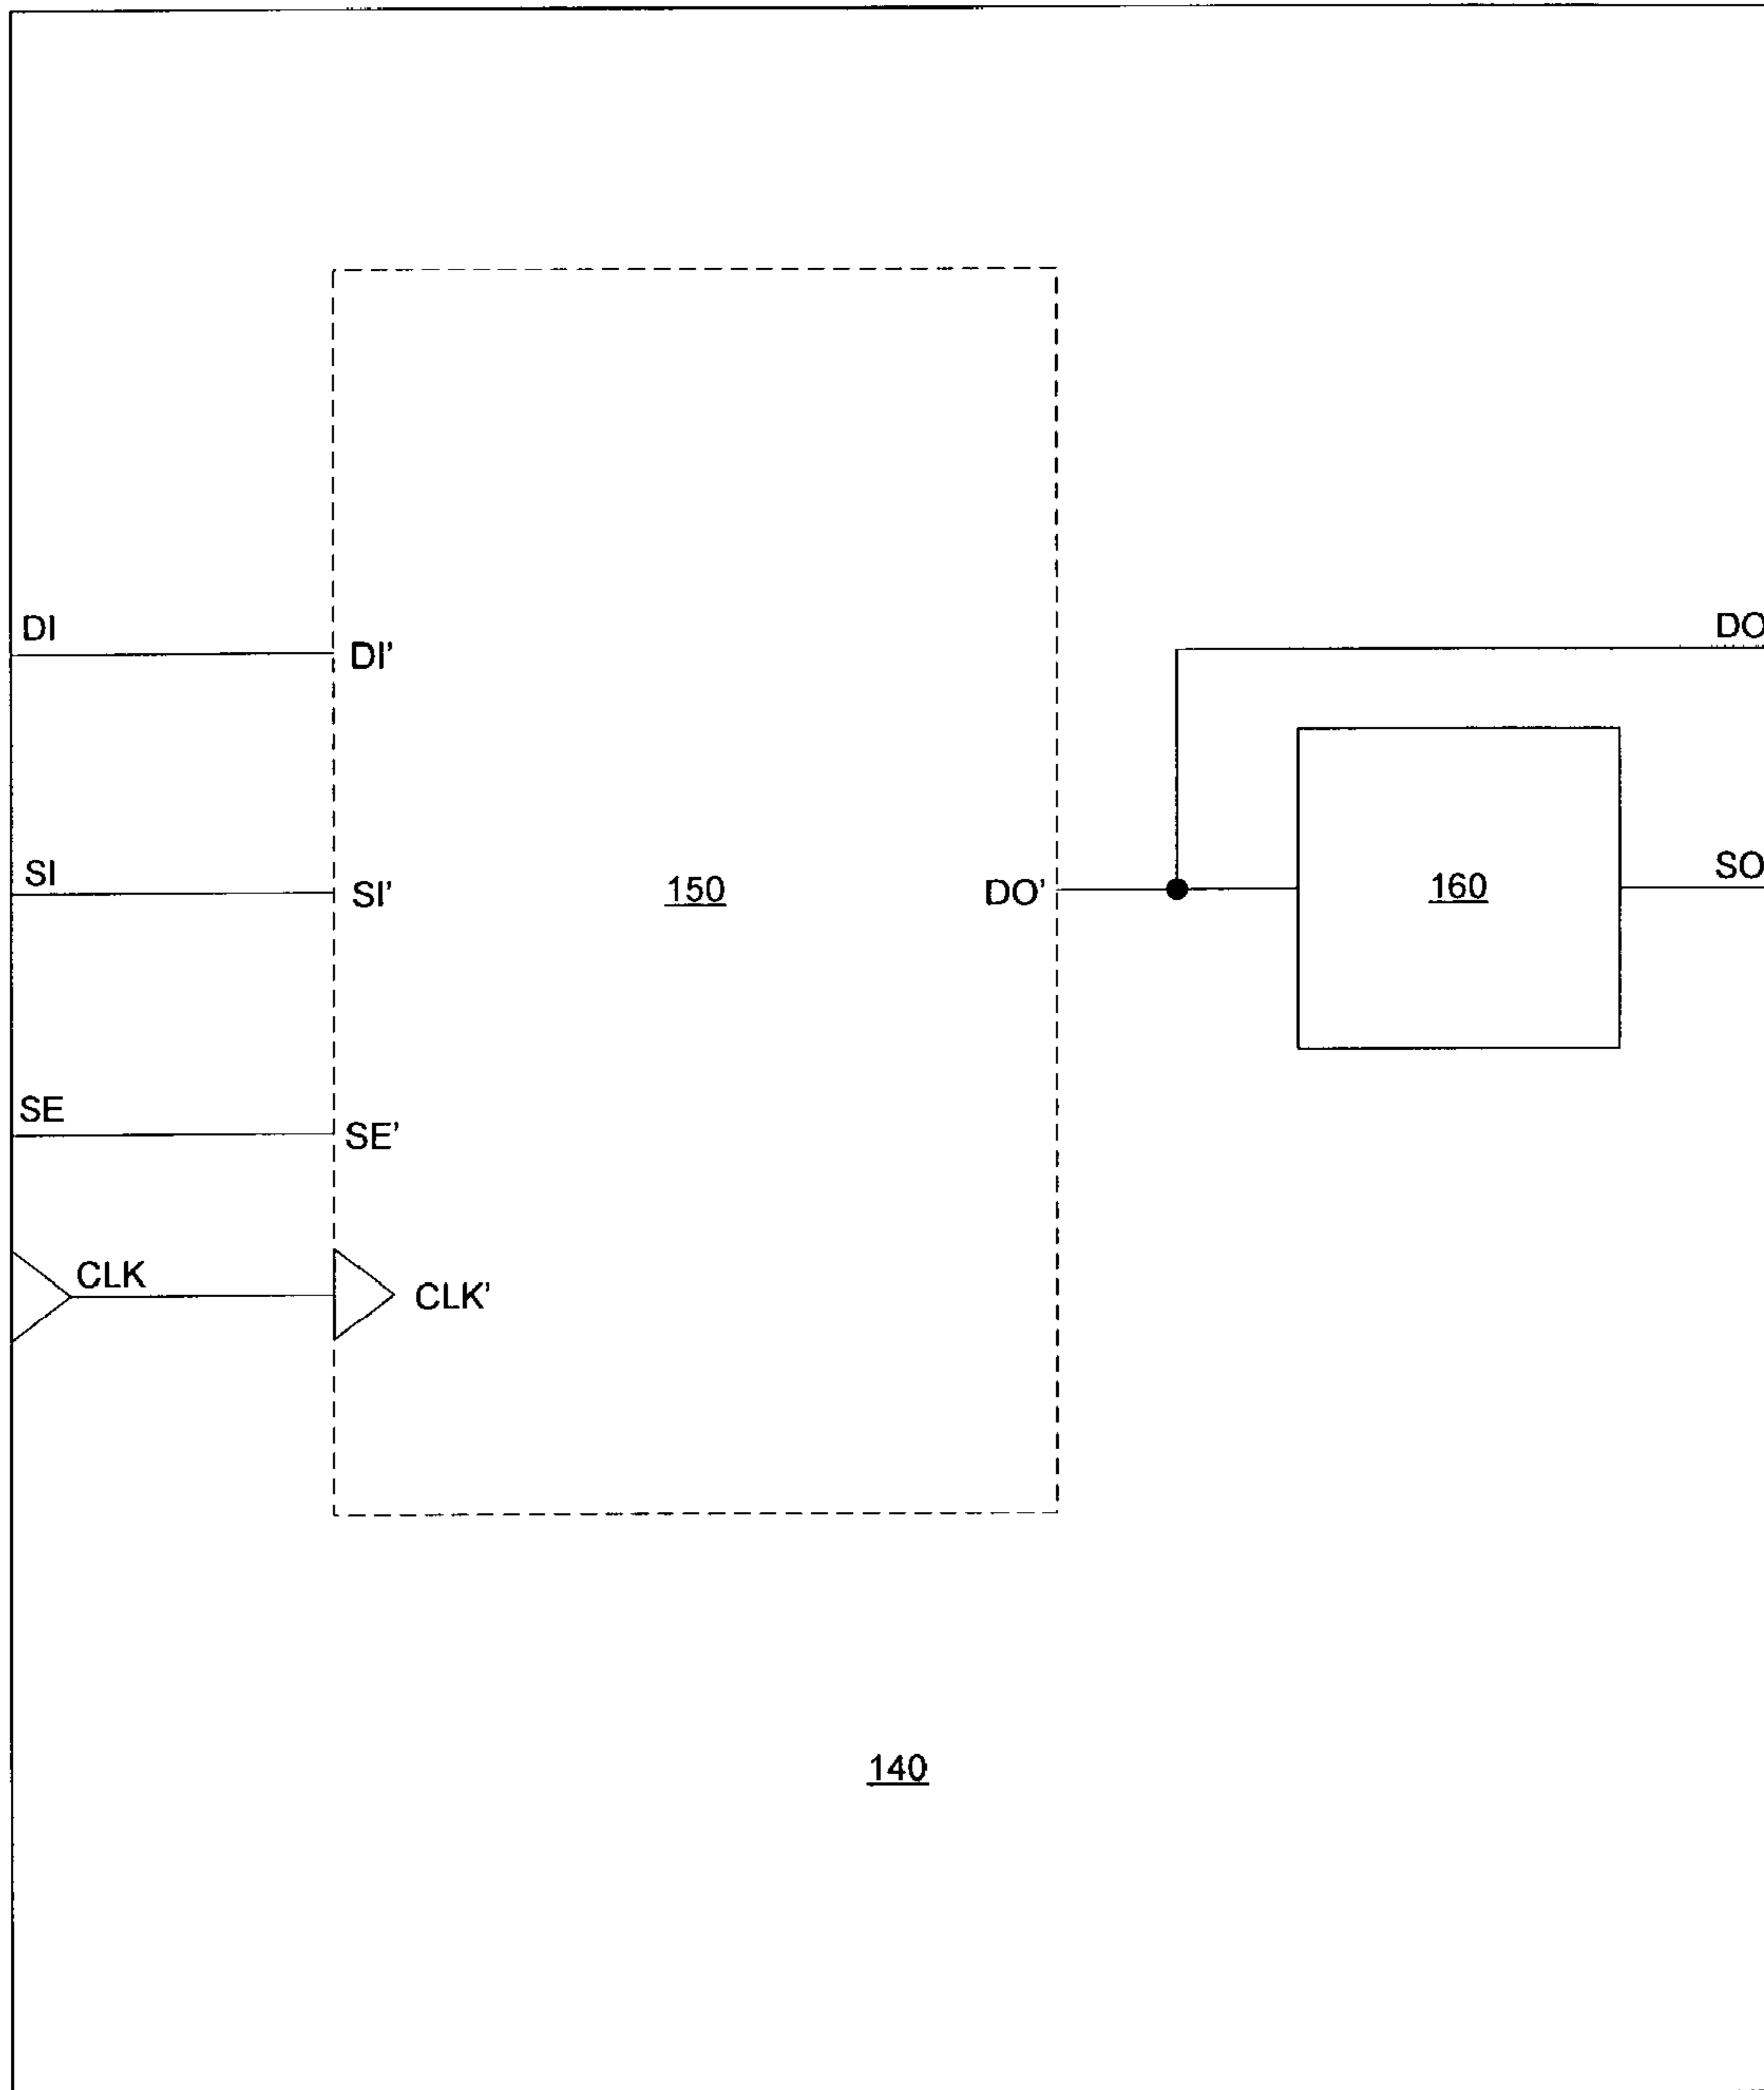 DI
DI’
DO
SI
SI’
150
DO’
160
SO
SE
SE’
CLK
CLK’
140